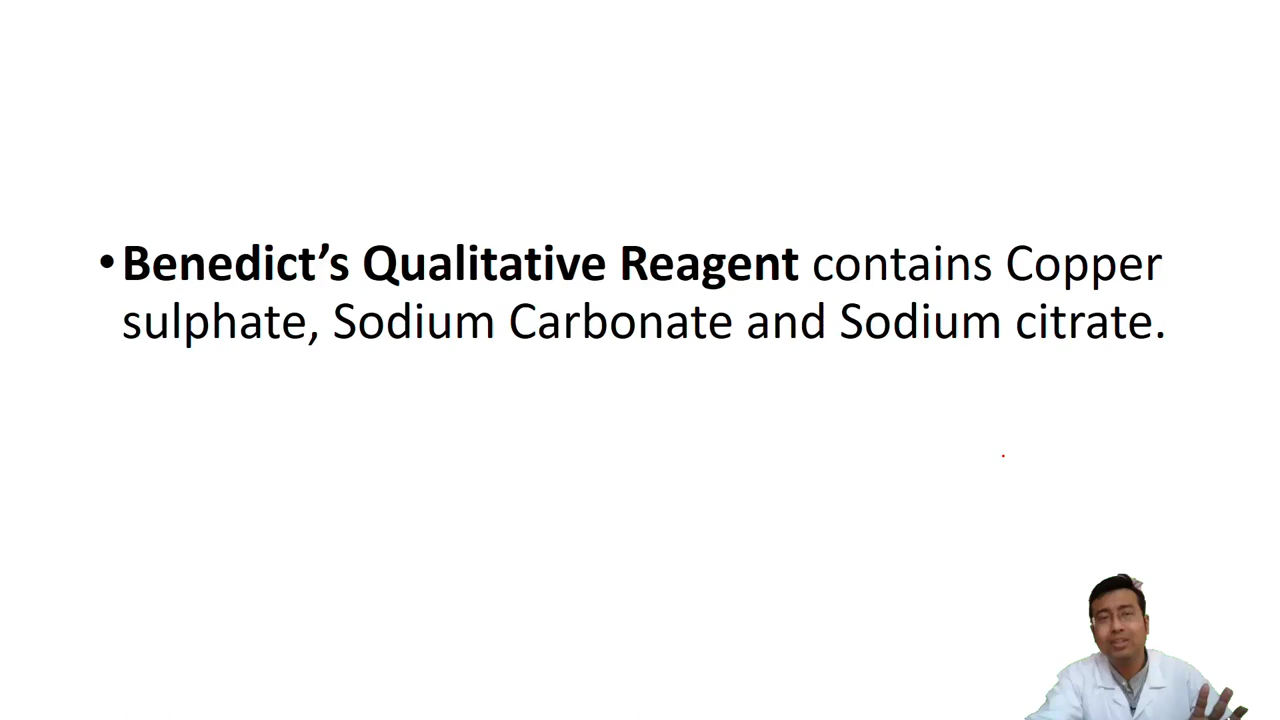 •Benedict’s Qualitative Reagent contains Copper
sulphate, Sodium Carbonate and Sodium citrate.